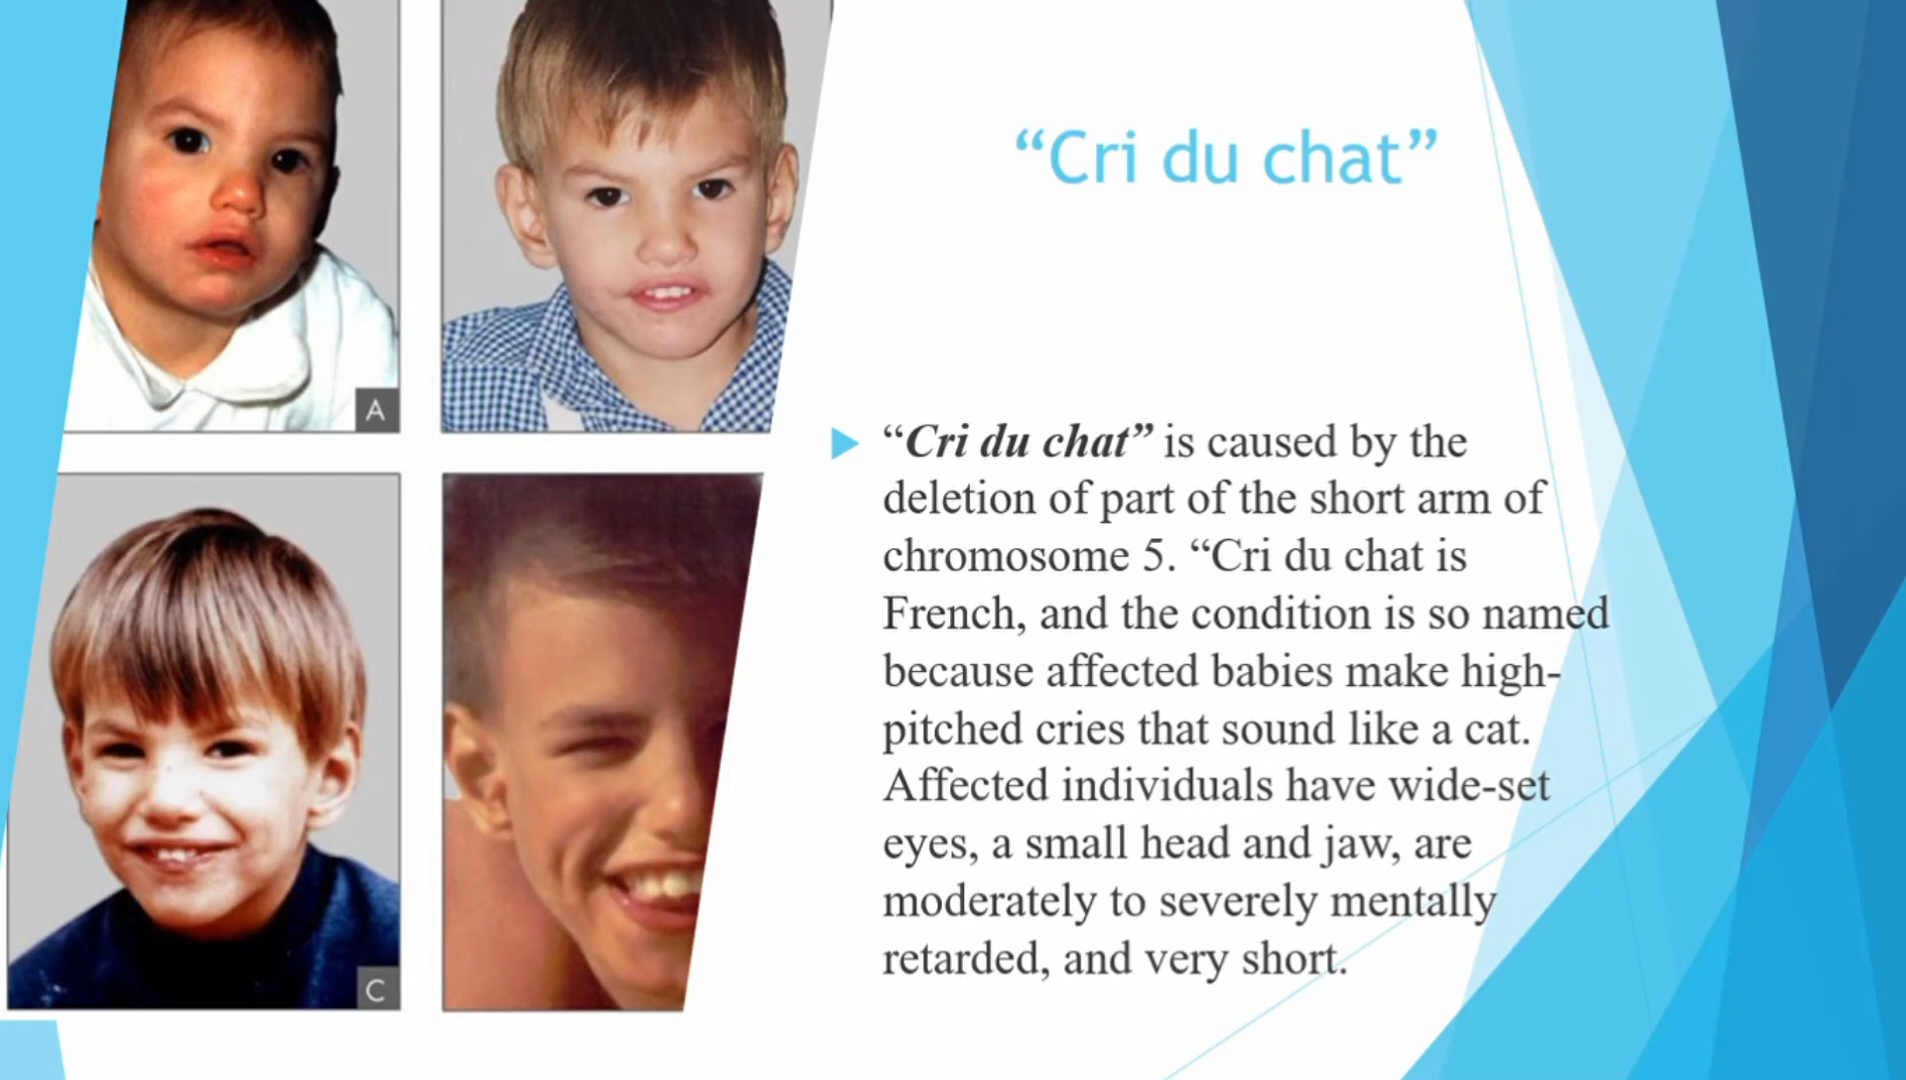 A
C
“Cri du chat”
“Cri du chat” is caused by the
deletion of part of the short arm of
chromosome 5. “Cri du chat is
French, and the condition is so named
because affected babies make high-
pitched cries that sound like a cat.
Affected individuals have wide-set
eyes, a small head and jaw, are
moderately to severely mentally
retarded, and very short.